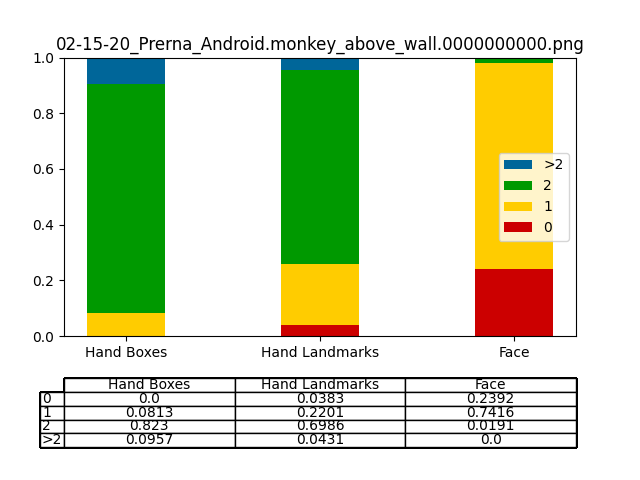 02-15-20_Prerna_Android.monkey_above_wall.0000000000.png
1.0
0.8
0.6
0.4
0.2
0.0
>2
2
1
0
Hand Boxes Hand Landmarks Face
Hand Boxes Hand Landmarks Face
0 0.0 0.0383 0.2392
1 0.0813 0.2201 0.7416
2 0.823 0.6986 0.0191
>2 0.0957 0.0431 0.0